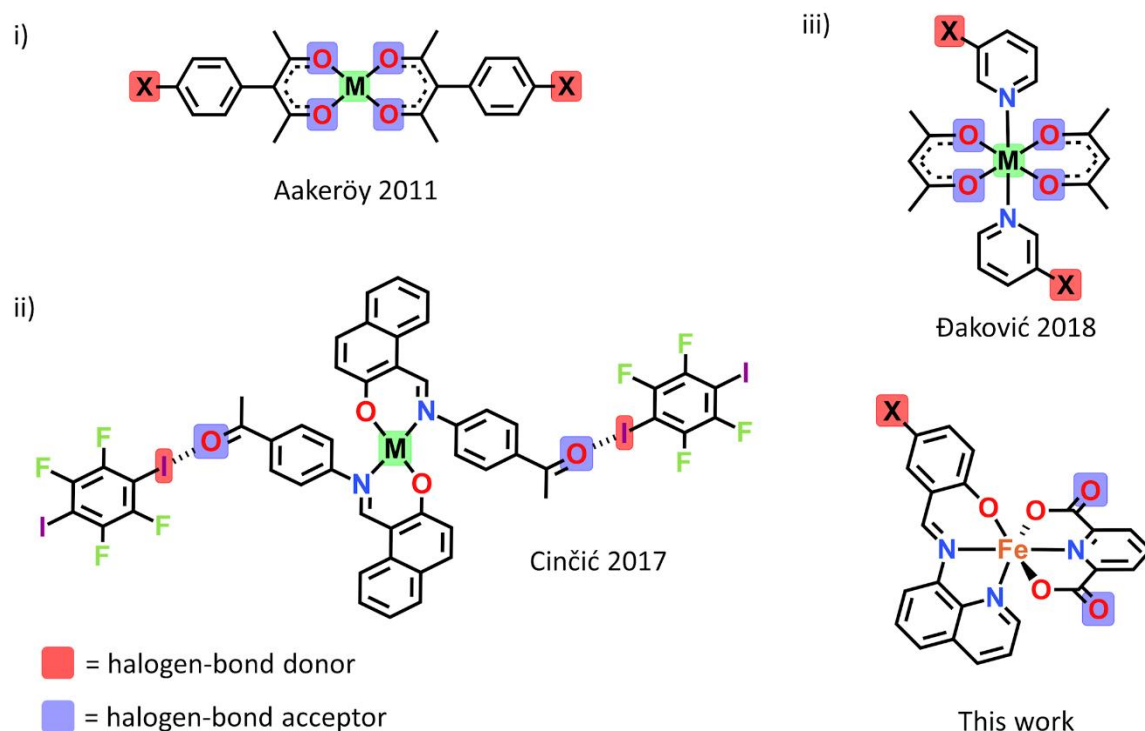 i)
X
O
O
M
O
O
X
Aakeröy 2011
ii)
F
F
I
I
F
F
O
O
N
M
N
O
O
I
F
F
I
F
F
Cinčić 2017
iii)
X
N
O
O
M
O
O
N
X
Đaković 2018
X
O
O
O
N
Fe
N
N
O
O
This work
= halogen-bond donor
= halogen-bond acceptor